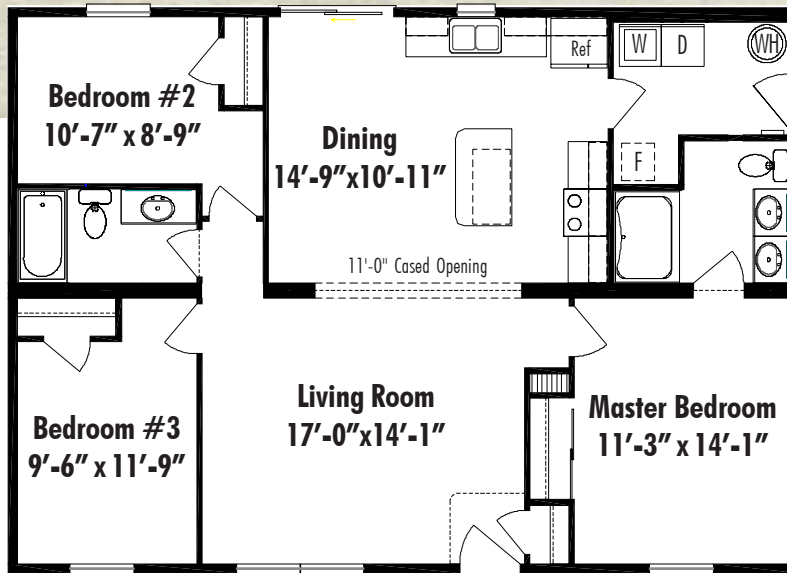 Bedroom #2
10'-7" x 8'-9"
Dining
14'-9"x10'-11"
Ref
W
D
WH
F
11'-0" Cased Opening
Living Room
17'-0"x14'-1"
Bedroom #3
9'-6" x 11'-9"
Master Bedroom
11'-3" x 14'-1"